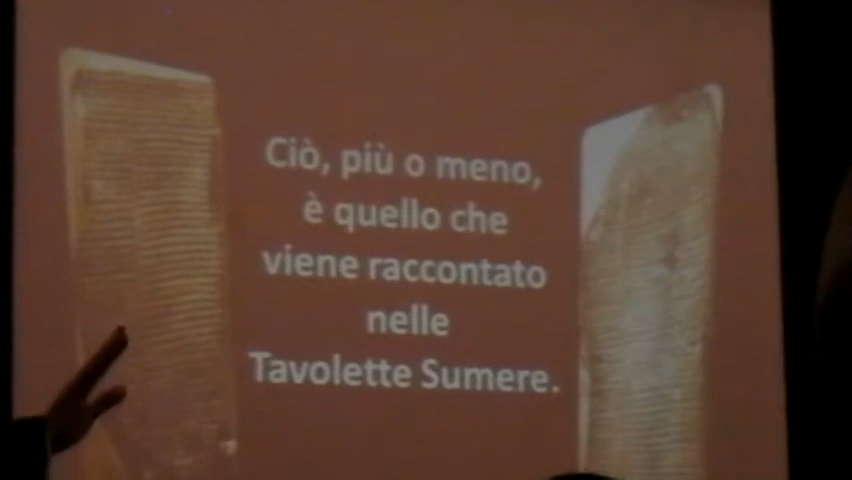 Ciò, più o meno,
è quello che
viene raccontato
nelle
Tavolette Sumere.